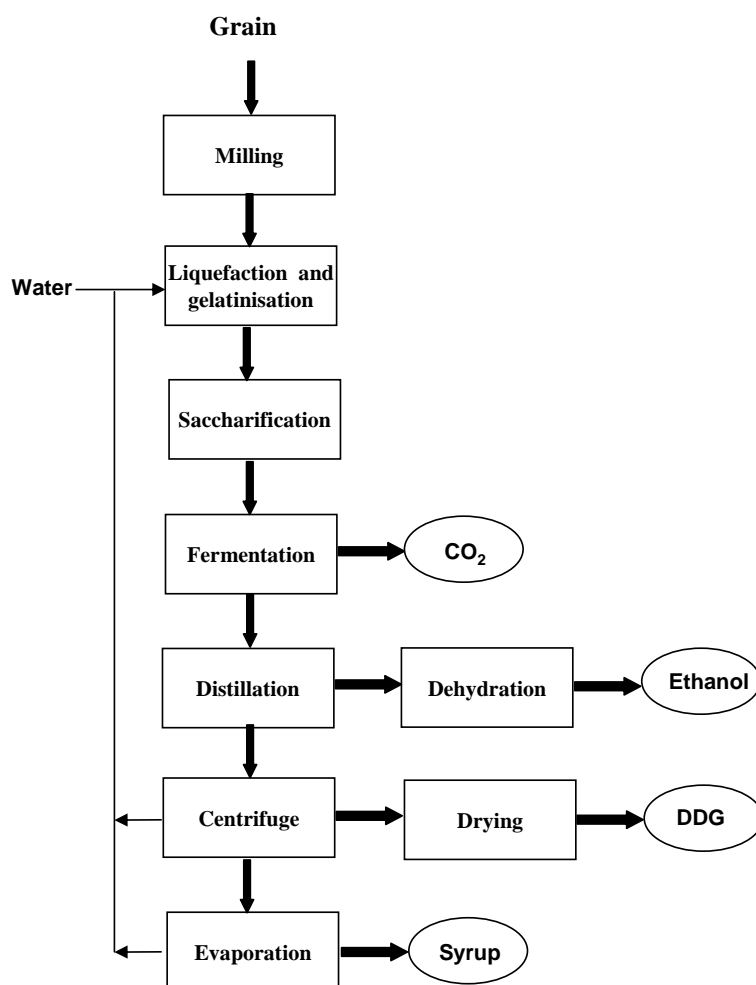 Grain
Milling
Liquefaction and
gelatinisation
Water
Saccharification
Fermentation
CO₂
Distillation
Dehydration
Ethanol
Centrifuge
Drying
DDG
Evaporation
Syrup